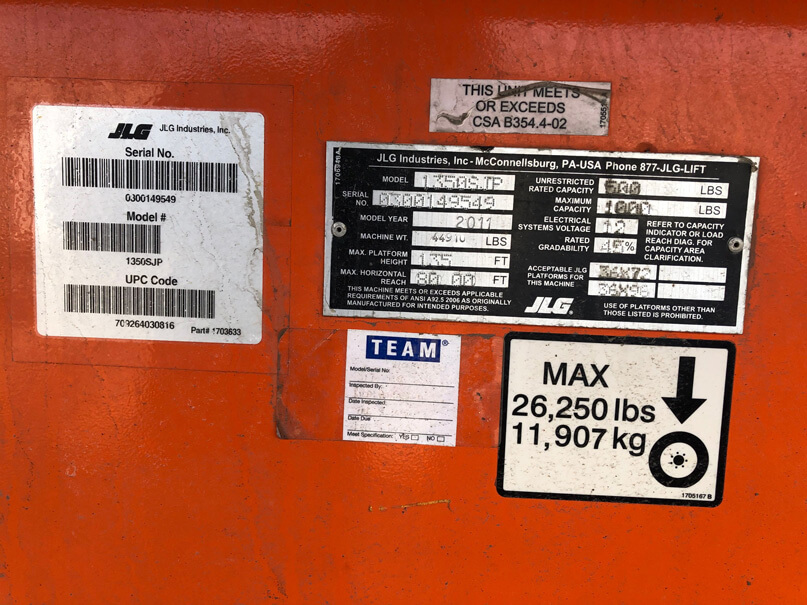 THIS UNIT MEETS
OR EXCEEDS
CSA B354.4-02
JLG JLG Industries, Inc.
Serial No.
0300149549
Model #
1350SJP
UPC Code
709264030816
Part# 1703633
JLG Industries, Inc - McConnellsburg, PA-USA Phone 877-JLG-LIFT
MODEL 1350SJP
SERIAL NO. 0300149549
MODEL YEAR 2011
MACHINE WT. LBS
MAX. PLATFORM HEIGHT 135 FT
MAX. HORIZONTAL REACH 80.00 FT
THIS MACHINE MEETS OR EXCEEDS APPLICABLE
REQUIREMENTS OF ANSI A92.5 2006 AS ORIGINALLY
MANUFACTURED FOR INTENDED PURPOSES.
UNRESTRICTED RATED CAPACITY LBS
MAXIMUM CAPACITY 1000 LBS
ELECTRICAL SYSTEMS VOLTAGE 12
RATED GRADABILITY 45%
REFER TO CAPACITY
INDICATOR OR LOAD
REACH DIAG. FOR
CAPACITY AREA
CLARIFICATION.
ACCEPTABLE JLG
PLATFORMS FOR
THIS MACHINE
36X72
36X96
JLG.
USE OF PLATFORMS OTHER THAN
THOSE LISTED IS PROHIBITED.
TEAM®
Model/Serial No:
Inspected By:
Date Inspected:
Date Due
Meet Specification: YES NO
MAX
26,250 lbs
11,907 kg
1705167 B